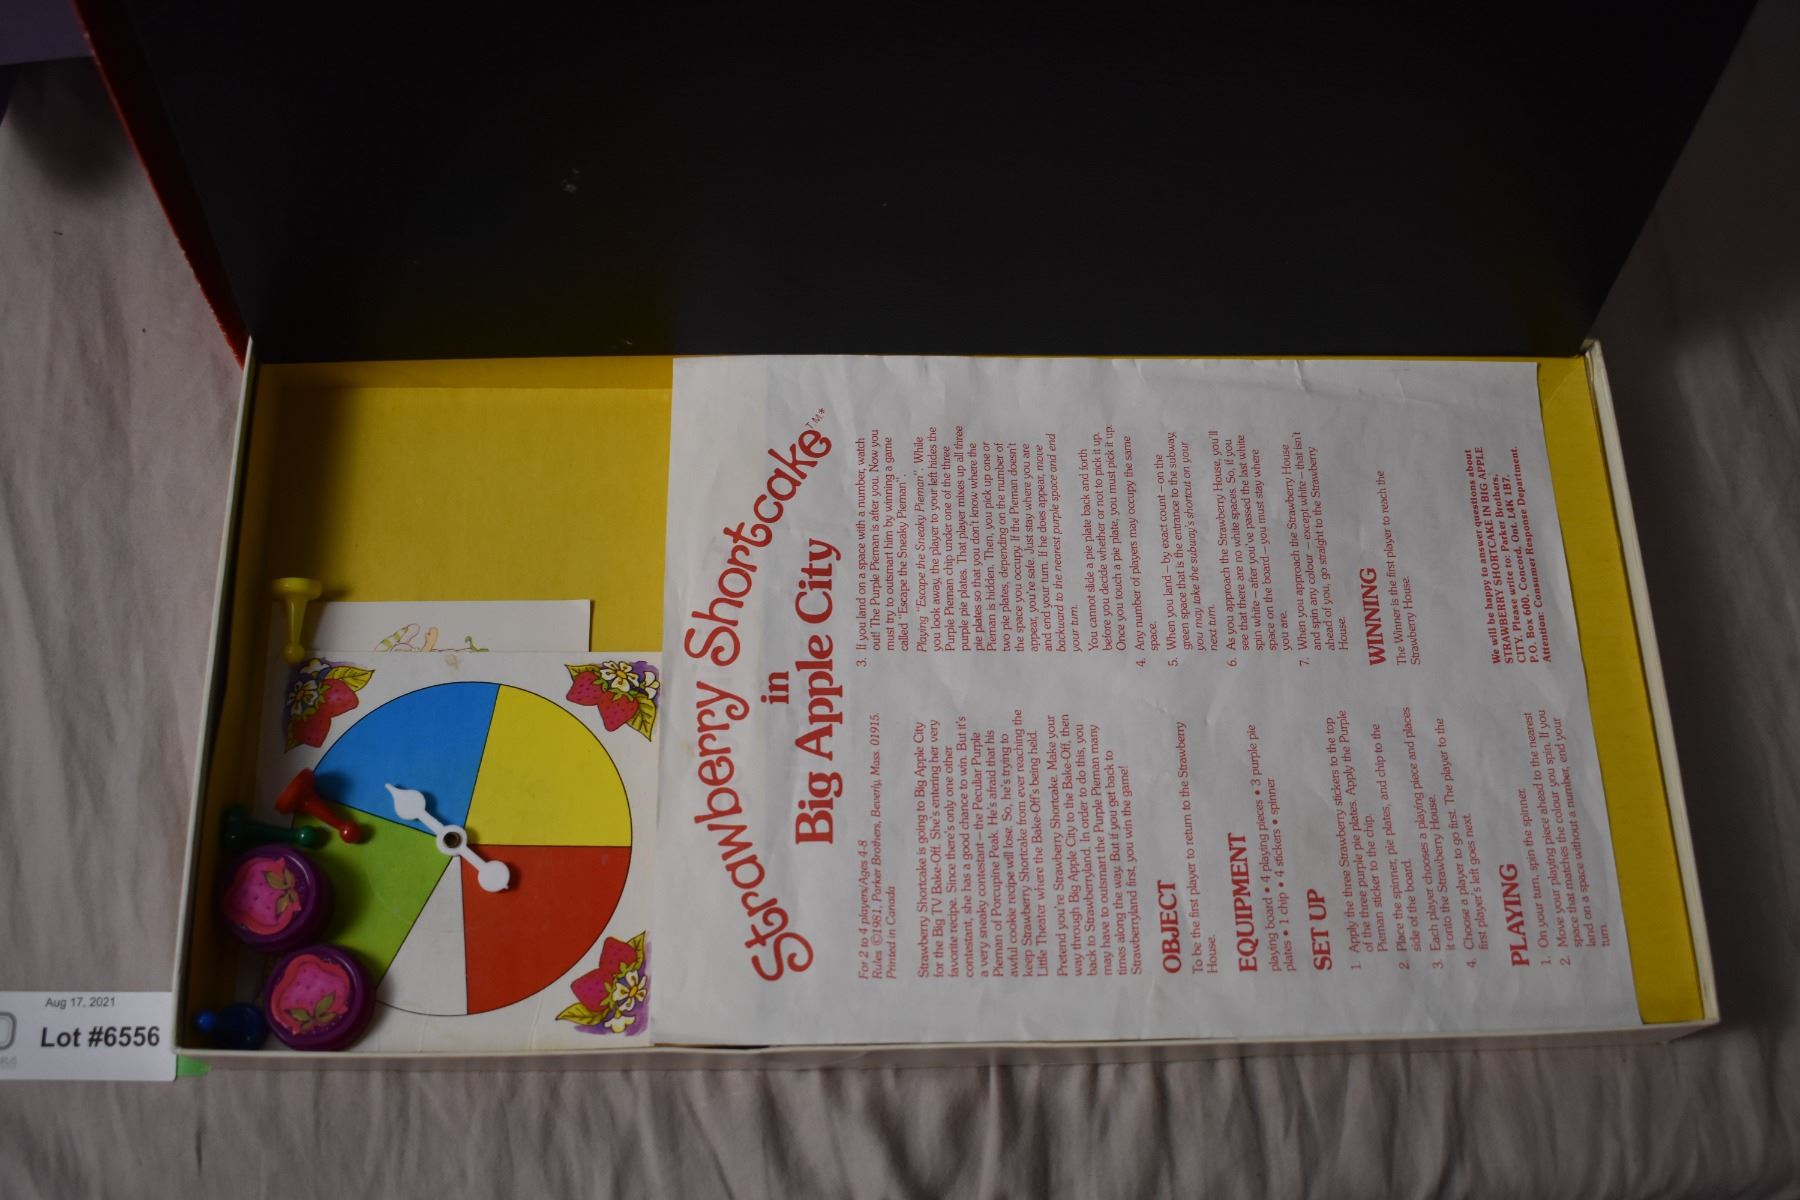 Strawberry Shortcake T.M.*
in
Big Apple City
For 2 to 4 players/Ages 4-8
Rules ©1981, Parker Brothers, Beverly, Mass. 01915.
Printed in Canada
Strawberry Shortcake is going to Big Apple City
for the Big TV Bake-Off. She's entering her very
favorite recipe. Since there's only one other
contestant, she has a good chance to win. But it's
a very sneaky contestant—the Peculiar Purple
Pieman of Porcupine Peak. He's afraid that his
awful cookie recipe will lose. So, he's trying to
keep Strawberry Shortcake from ever reaching the
Little Theater where the Bake-Off's being held.
Pretend you're Strawberry Shortcake. Make your
way through Big Apple City to the Bake-Off, then
back to Strawberryland. In order to do this, you
may have to outsmart the Purple Pieman many
times along the way. But if you get back to
Strawberryland first, you win the game!
OBJECT
To be the first player to return to the Strawberry
House.
EQUIPMENT
playing board • 4 playing pieces • 3 purple pie
plates • 1 chip • 4 stickers • spinner
SET UP
1. Apply the three Strawberry stickers to the top
of the three purple pie plates. Apply the Purple
Pieman sticker to the chip.
2. Place the spinner, pie plates, and chip to the
side of the board.
3. Each player chooses a playing piece and places
it onto the Strawberry House.
4. Choose a player to go first. The player to the
first player's left goes next.
PLAYING
1. On your turn, spin the spinner.
2. Move your playing piece ahead to the nearest
space that matches the colour you spin. If you
land on a space without a number, end your
turn.
3. If you land on a space with a number, watch
out! The Purple Pieman is after you. Now you
must try to outsmart him by winning a game
called "Escape the Sneaky Pieman".
Playing "Escape the Sneaky Pieman". While
you look away, the player to your left hides the
Purple Pieman chip under one of the three
purple pie plates. That player mixes up all three
pie plates so that you don't know where the
Pieman is hidden. Then, you pick up one or
two pie plates, depending on the number of
the space you occupy. If the Pieman doesn't
appear, you're safe. Just stay where you are
and end your turn. If he does appear, move
backward to the nearest purple space and end
your turn.
You cannot slide a pie plate back and forth
before you decide whether or not to pick it up.
Once you touch a pie plate, you must pick it up.
4. Any number of players may occupy the same
space.
5. When you land—by exact count—on the
green space that is the entrance to the subway,
you may take the subway's shortcut on your
next turn.
6. As you approach the Strawberry House, you'll
see that there are no white spaces. So, if you
spin white—after you've passed the last white
space on the board—you must stay where
you are.
7. When you approach the Strawberry House
and spin any colour—except white—that isn't
ahead of you, go straight to the Strawberry
House.
WINNING
The Winner is the first player to reach the
Strawberry House.
We will be happy to answer questions about
STRAWBERRY SHORTCAKE IN BIG APPLE
CITY. Please write to: Parker Brothers,
P.O. Box 600, Concord, Ont. L4K 1B7.
Attention: Consumer Response Department.
Aug 17, 2021
Lot #6556